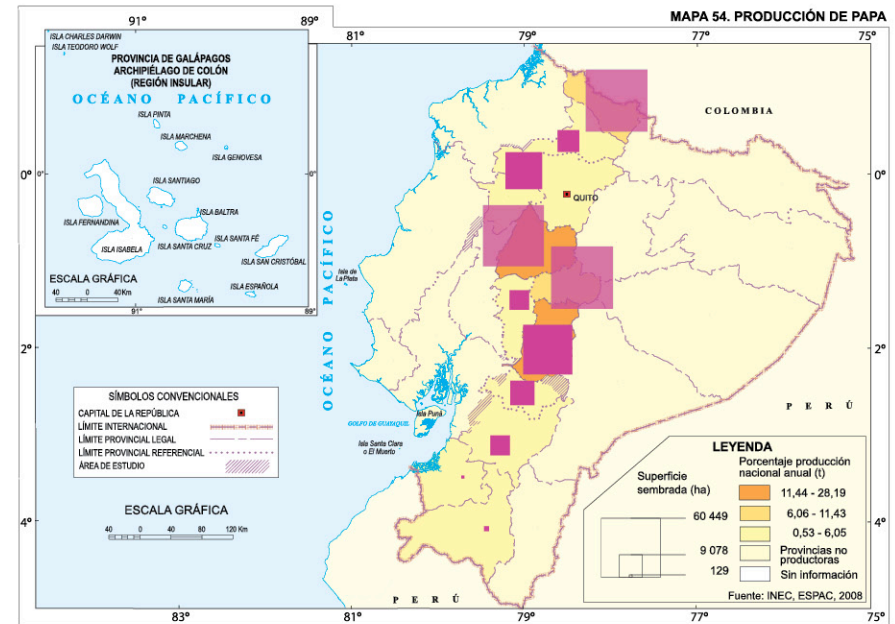 MAPA 54. PRODUCCIÓN DE PAPA
91°
89°
81°
79°
77°
75°
ISLA CHARLES DARWIN
ISLA TEODORO WOLF
PROVINCIA DE GALÁPAGOS
ARCHIPIÉLAGO DE COLÓN
(REGIÓN INSULAR)
OCÉANO PACÍFICO
ISLA PINTA
ISLA MARCHENA
ISLA GENOVESA
0°
0°
ISLA SANTIAGO
ISLA BALTRA
ISLA FERNANDINA
ISLA SANTA CRUZ
ISLA SANTA FÉ
ISLA ISABELA
ISLA SAN CRISTÓBAL
ESCALA GRÁFICA
40 0 40 Km
ISLA SANTA MARÍA
ISLA ESPAÑOLA
91°
89°
COLOMBIA
0°
0°
QUITO
OCÉANO PACÍFICO
Isla de
La Plata
2°
2°
SÍMBOLOS CONVENCIONALES
CAPITAL DE LA REPÚBLICA
LÍMITE INTERNACIONAL
LÍMITE PROVINCIAL LEGAL
LÍMITE PROVINCIAL REFERENCIAL
ÁREA DE ESTUDIO
Isla Puná
GOLFO DE GUAYAQUIL
Isla Santa Clara
o El Muerto
PERÚ
ESCALA GRÁFICA
40 0 40 80 120 Km
4°
4°
LEYENDA
Superficie
sembrada (ha)
60 449
9 078
129
Porcentaje producción
nacional anual (t)
11,44 - 28,19
6,06 - 11,43
0,53 - 6,05
Provincias no
productoras
Sin información
Fuente: INEC, ESPAC, 2008
PERÚ
83°
81°
79°
77°
75°